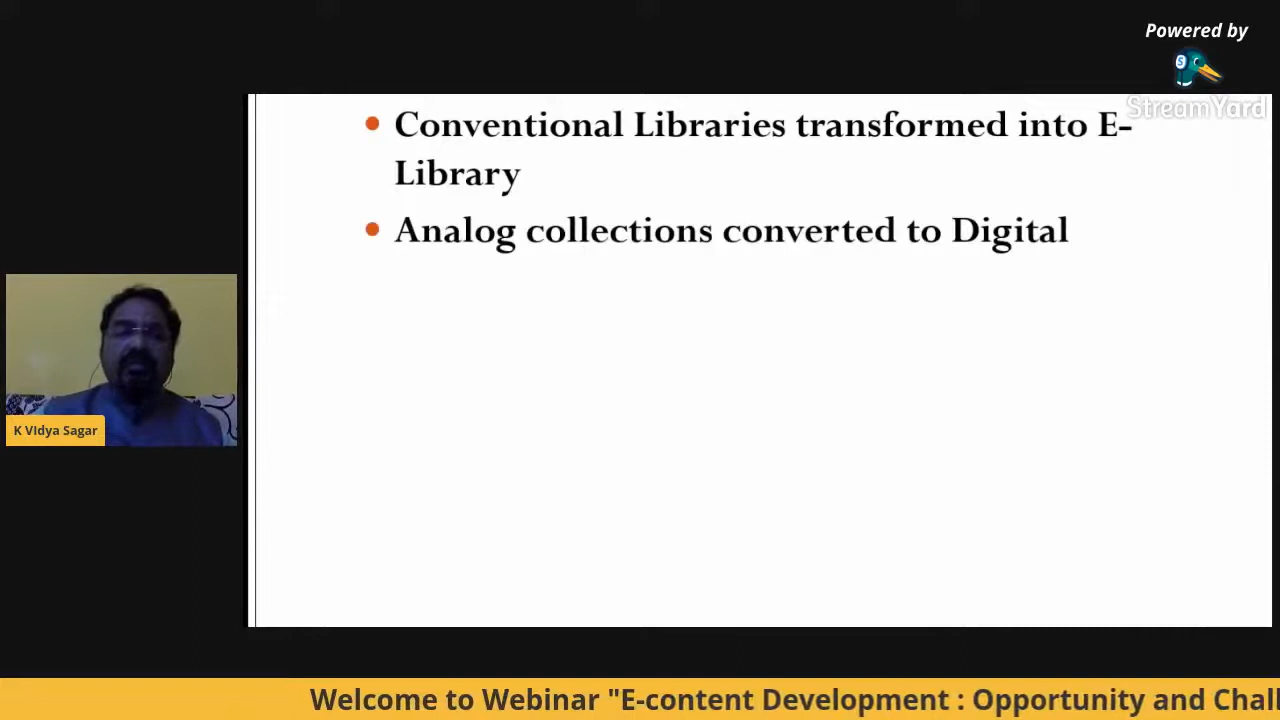 Powered by
StreamYard
• Conventional Libraries transformed into E-
Library
• Analog collections converted to Digital
K VIdya Sagar
Welcome to Webinar "E-content Development : Opportunity and Chall